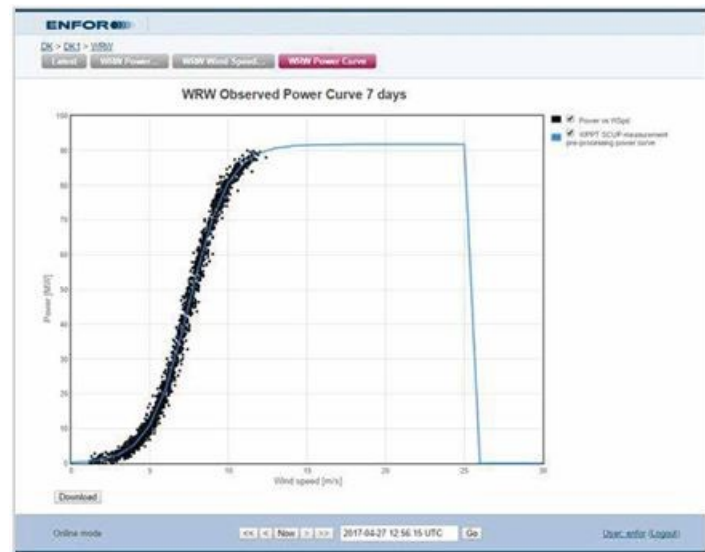 ENFOR
DK > DK1 > WRW
Latest WRW Power... WRW Wind Speed... WRW Power Curve
WRW Observed Power Curve 7 days
Power vs WSpd
WPPT SCUP-measurement
pre-processing power curve
100
90
80
70
60
50
40
30
20
10
0
Power [MW]
0 5 10 15 20 25 30
Wind speed [m/s]
Download
Online mode << < Now > >> 2017-04-27 12:56:15 UTC Go User: enfor (Logout)